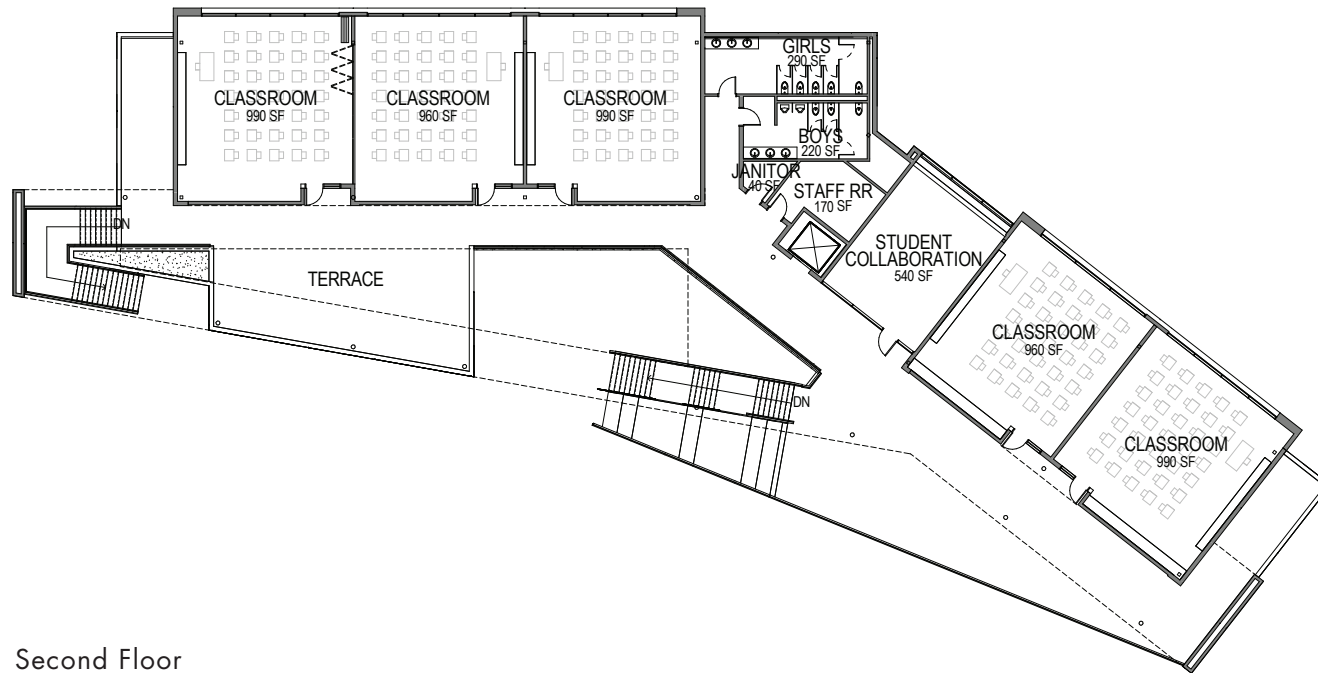 GIRLS
290 SF
CLASSROOM
990 SF
CLASSROOM
960 SF
CLASSROOM
990 SF
BOYS
220 SF
JANITOR
40 SF
STAFF RR
170 SF
DN
STUDENT
COLLABORATION
540 SF
TERRACE
CLASSROOM
960 SF
DN
CLASSROOM
990 SF
Second Floor